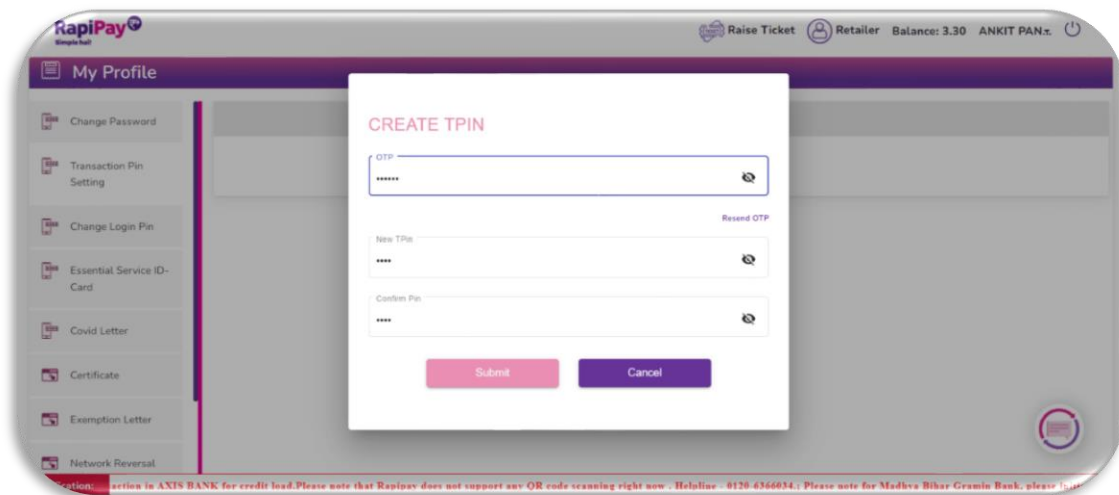 RapiPay
Simple hai!
Raise Ticket Retailer Balance: 3.30 ANKIT PAN..
My Profile
Change Password
Transaction Pin
Setting
Change Login Pin
Essential Service ID-
Card
Covid Letter
Certificate
Exemption Letter
Network Reversal
CREATE TPIN
OTP
••••••
Resend OTP
New TPin
••••
Confirm Pin
••••
Submit Cancel
action in AXIS BANK for credit load.Please note that Rapipay does not support any QR code scanning right now . Helpline - 0120-6366034.; Please note for Madhya Bihar Gramin Bank, please